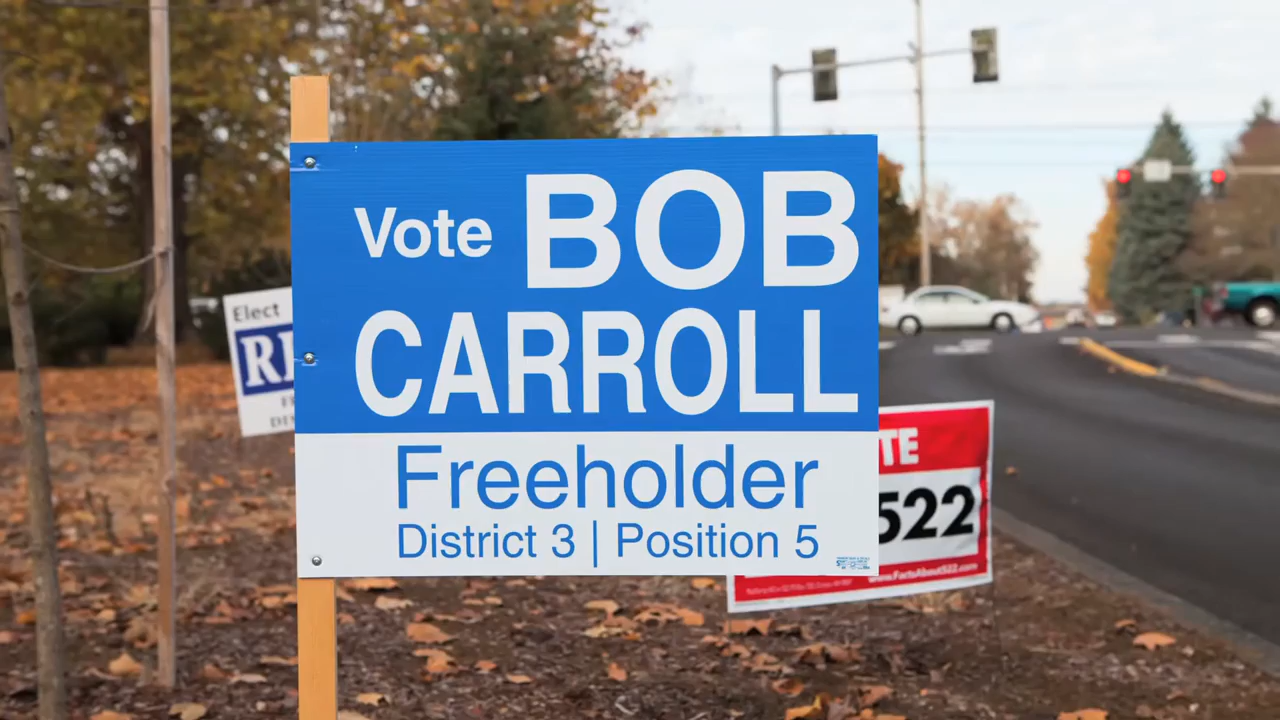 Vote BOB
CARROLL
Freeholder
District 3 | Position 5
Elect
TE
522
www.FactsAbout522.com